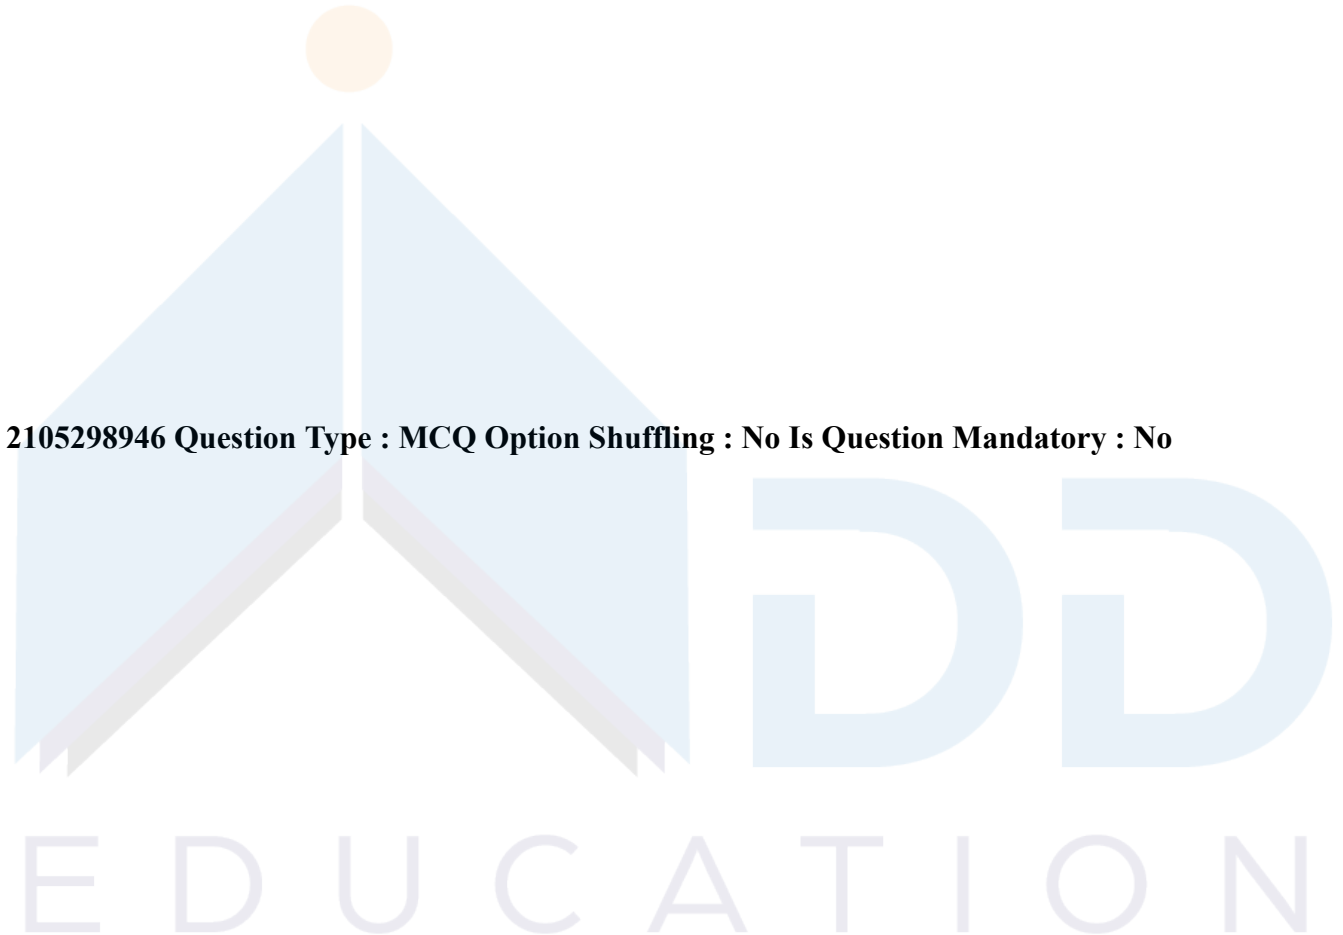 2105298946 Question Type : MCQ Option Shuffling : No Is Question Mandatory : No
DD
EDUCATION